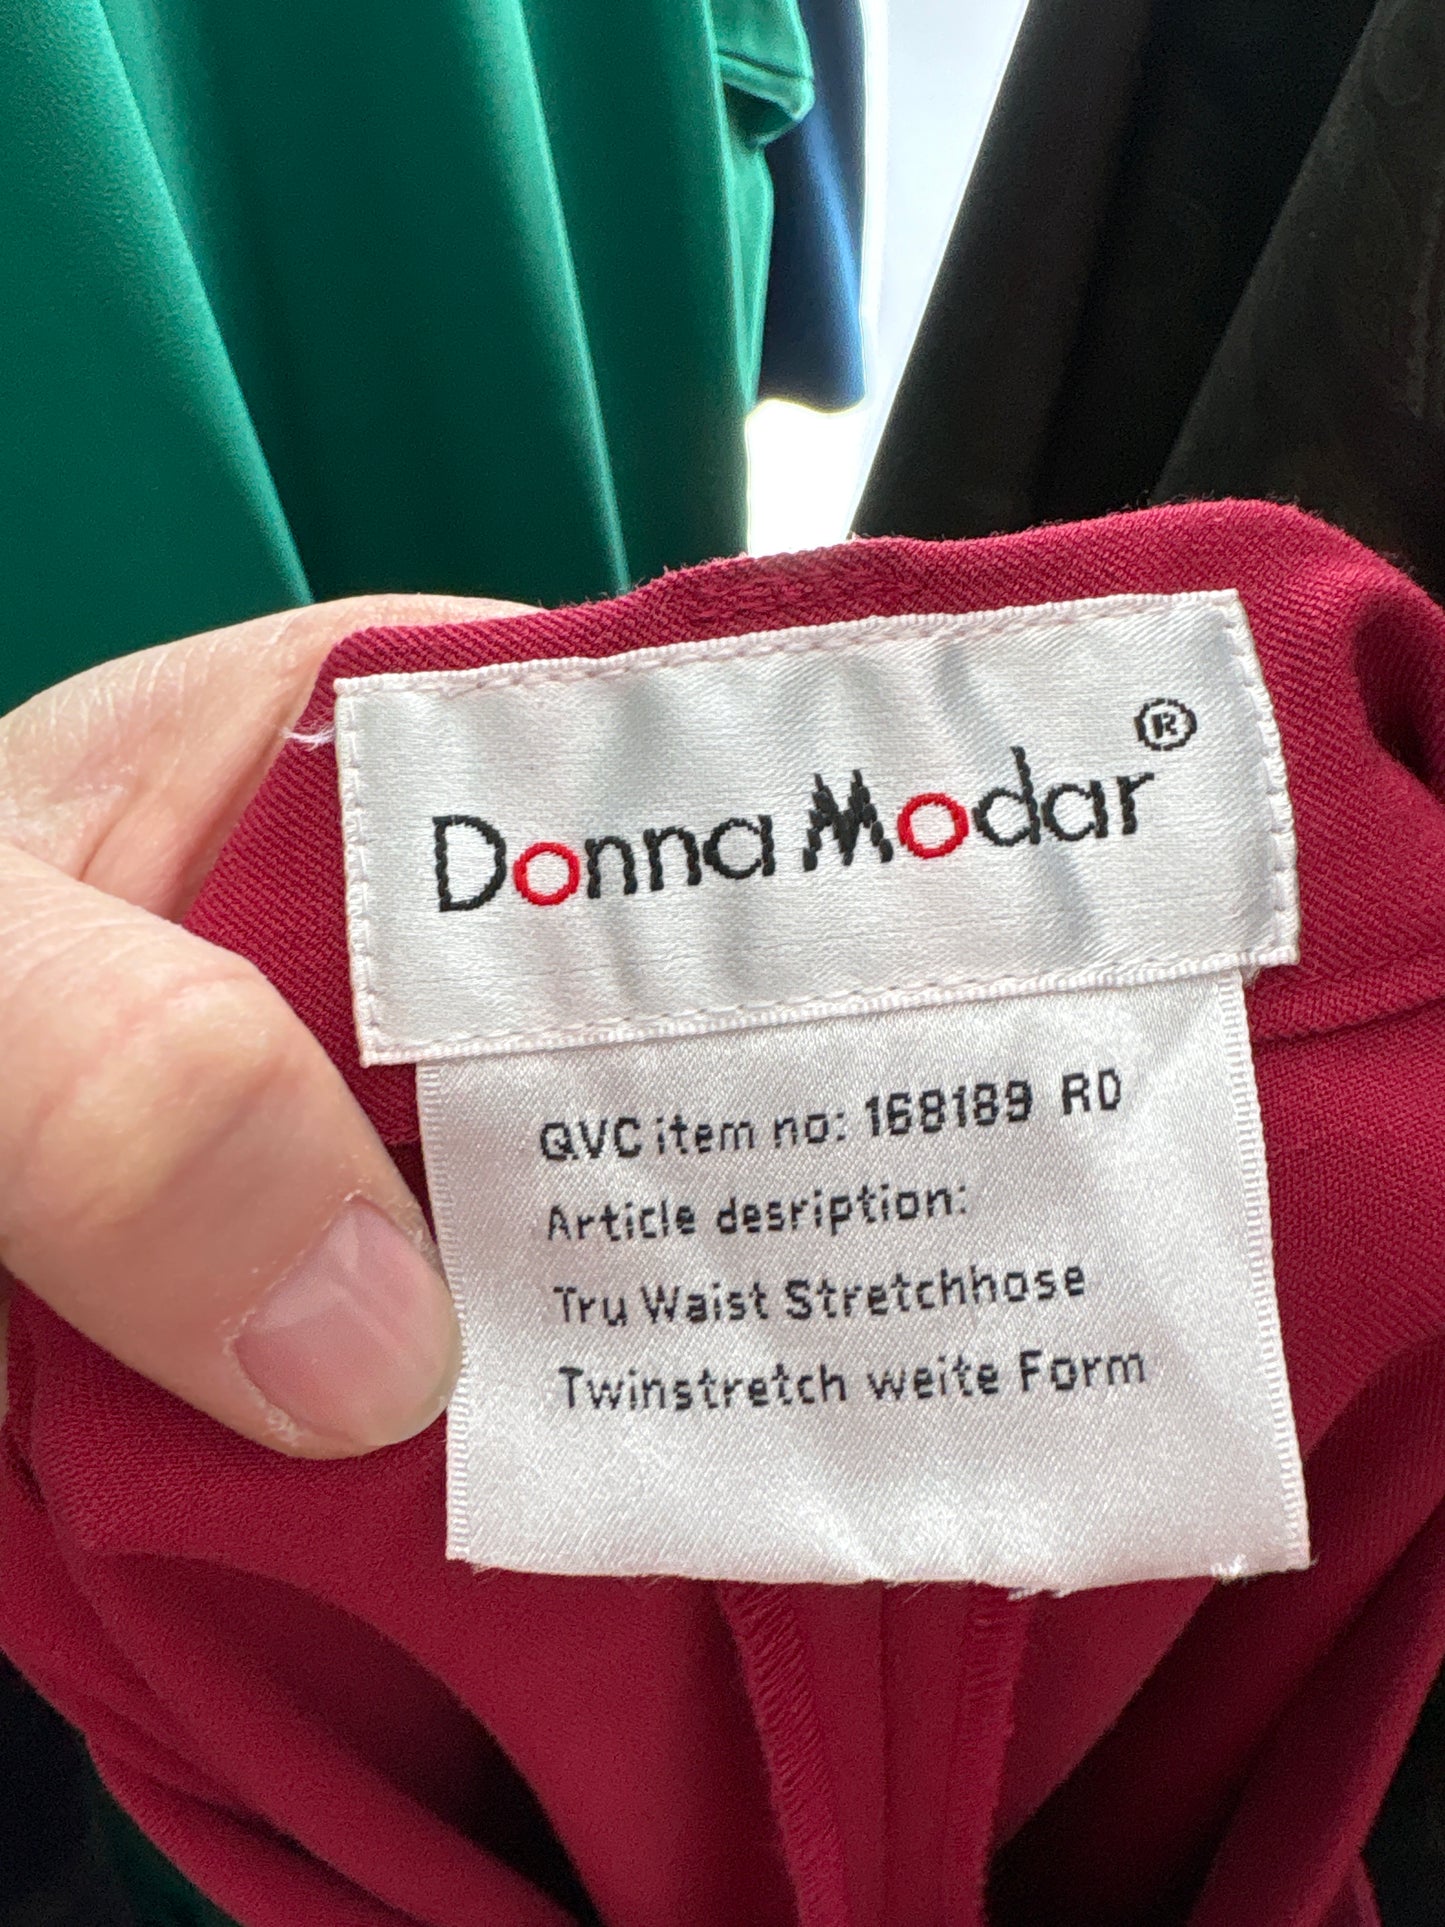 Donna Modar®
QVC item no: 168189 RD
Article desription:
Tru Waist Stretchhose
Twinstretch weite Form